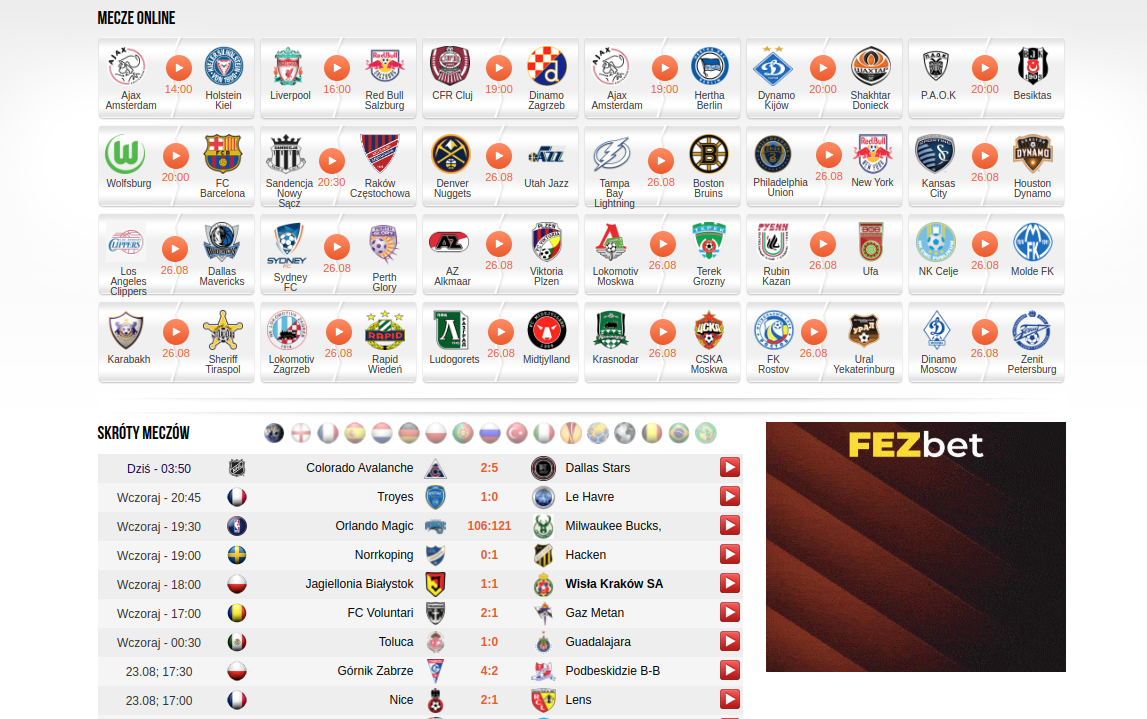 MECZE ONLINE
14:00
Ajax Amsterdam
Holstein Kiel
16:00
Liverpool
Red Bull Salzburg
19:00
CFR Cluj
Dinamo Zagrzeb
19:00
Ajax Amsterdam
Hertha Berlin
20:00
Dynamo Kijów
Shakhtar Donieck
20:00
P.A.O.K
Besiktas
20:00
Wolfsburg
FC Barcelona
20:30
Sandencja Nowy Sącz
Raków Częstochowa
26.08
Denver Nuggets
Utah Jazz
26.08
Tampa Bay Lightning
Boston Bruins
26.08
Philadelphia Union
New York
26.08
Kansas City
Houston Dynamo
26.08
Los Angeles Clippers
Dallas Mavericks
26.08
Sydney FC
Perth Glory
26.08
AZ Alkmaar
Viktoria Plzen
26.08
Lokomotiv Moskwa
Terek Grozny
26.08
Rubin Kazan
Ufa
26.08
NK Celje
Molde FK
26.08
Karabakh
Sheriff Tiraspol
26.08
Lokomotiv Zagrzeb
Rapid Wiedeń
26.08
Ludogorets
Midtjylland
26.08
Krasnodar
CSKA Moskwa
26.08
FK Rostov
Ural Yekaterinburg
26.08
Dinamo Moscow
Zenit Petersburg
SKRÓTY MECZÓW
FEZbet
Dziś - 03:50 Colorado Avalanche 2:5 Dallas Stars
Wczoraj - 20:45 Troyes 1:0 Le Havre
Wczoraj - 19:30 Orlando Magic 106:121 Milwaukee Bucks,
Wczoraj - 19:00 Norrkoping 0:1 Hacken
Wczoraj - 18:00 Jagiellonia Białystok 1:1 Wisła Kraków SA
Wczoraj - 17:00 FC Voluntari 2:1 Gaz Metan
Wczoraj - 00:30 Toluca 1:0 Guadalajara
23.08; 17:30 Górnik Zabrze 4:2 Podbeskidzie B-B
23.08; 17:00 Nice 2:1 Lens